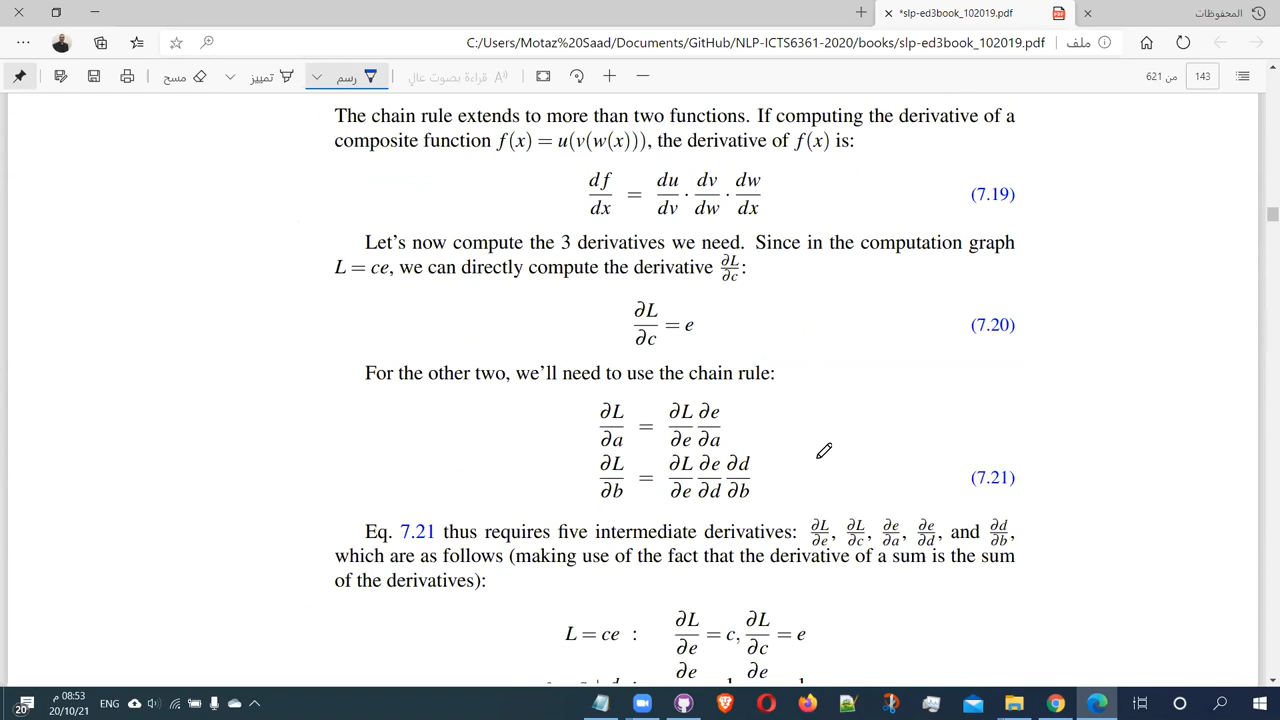 *slp-ed3book_102019.pdf
المحفوظات
C:/Users/Motaz%20Saad/Documents/GitHub/NLP-ICTS6361-2020/books/slp-ed3book_102019.pdf
ملف
مسح
تمييز
رسم
قراءة بصوت عالٍ
من 621
143
The chain rule extends to more than two functions. If computing the derivative of a
composite function f(x) = u(v(w(x))), the derivative of f(x) is:
df/dx = du/dv · dv/dw · dw/dx (7.19)
Let's now compute the 3 derivatives we need. Since in the computation graph
L = ce, we can directly compute the derivative ∂L/∂c:
∂L/∂c = e (7.20)
For the other two, we'll need to use the chain rule:
∂L/∂a = ∂L/∂e ∂e/∂a
∂L/∂b = ∂L/∂e ∂e/∂d ∂d/∂b (7.21)
Eq. 7.21 thus requires five intermediate derivatives: ∂L/∂e, ∂L/∂c, ∂e/∂a, ∂e/∂d, and ∂d/∂b,
which are as follows (making use of the fact that the derivative of a sum is the sum
of the derivatives):
L = ce : ∂L/∂e = c, ∂L/∂c = e
∂e ∂e
08:53 م
20/10/21
ENG
20